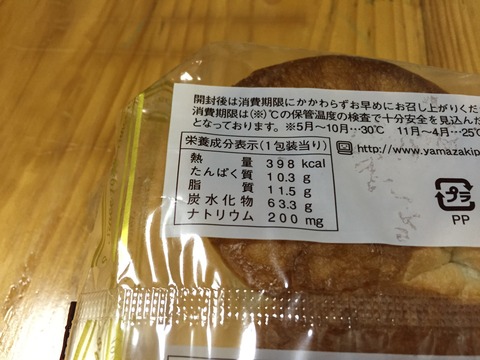 開封後は消費期限にかかわらずお早めにお召し上がりくだ
消費期限は(※)℃の保管温度の検査で十分安全を見込んだ
となっております。※5月〜10月…30℃ 11月〜4月…25℃
栄養成分表示(1包装当り)
http://www.yamazakip
熱量 398 kcal
たんぱく質 10.3 g
脂質 11.5 g
炭水化物 63.3 g
ナトリウム 200 mg
プラ
PP